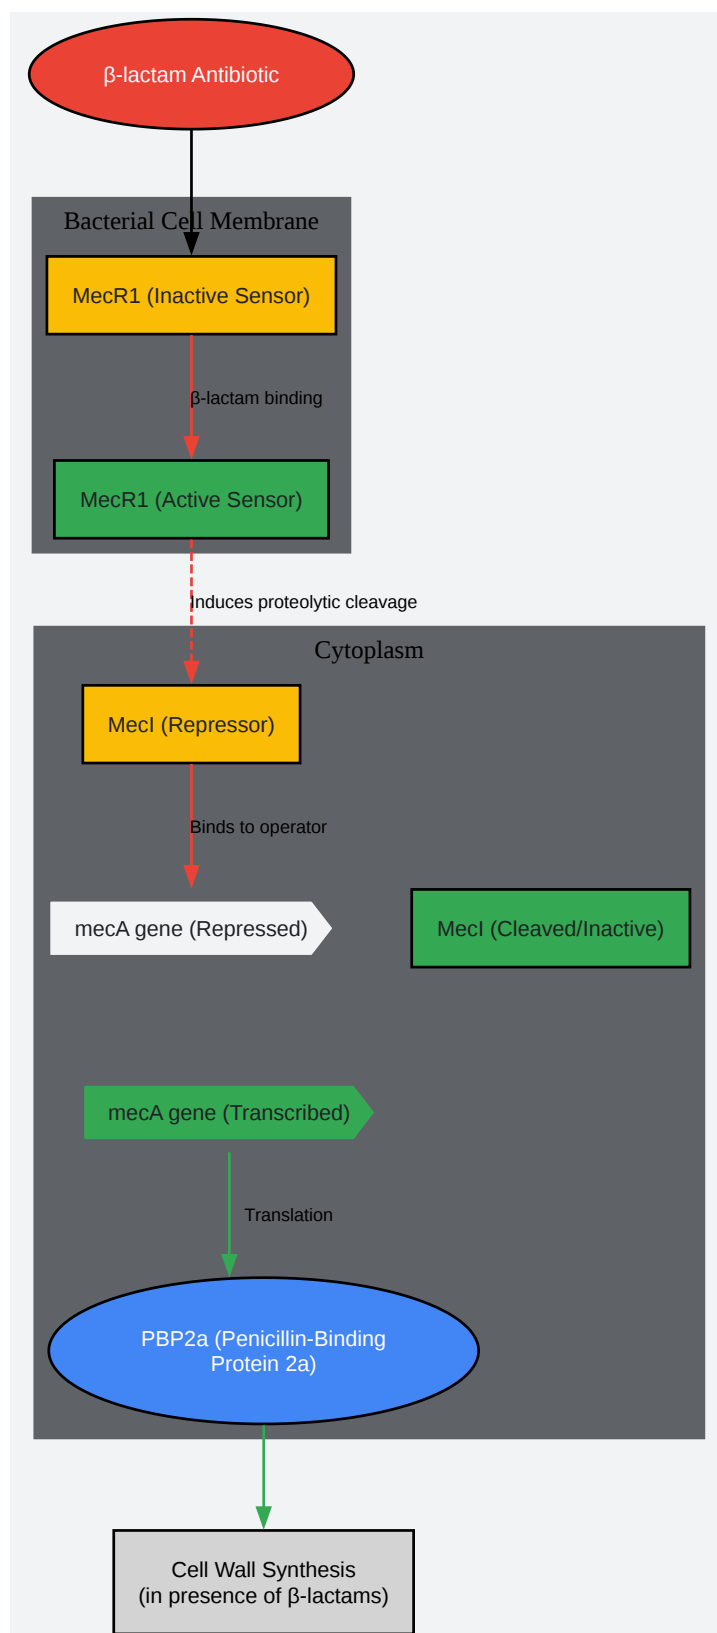 β-lactam Antibiotic
Bacterial Cell Membrane
MecR1 (Inactive Sensor)
β-lactam binding
MecR1 (Active Sensor)
Induces proteolytic cleavage
Cytoplasm
MecI (Repressor)
Binds to operator
mecA gene (Repressed)
MecI (Cleaved/Inactive)
mecA gene (Transcribed)
Translation
PBP2a (Penicillin-Binding
Protein 2a)
Cell Wall Synthesis
(in presence of β-lactams)